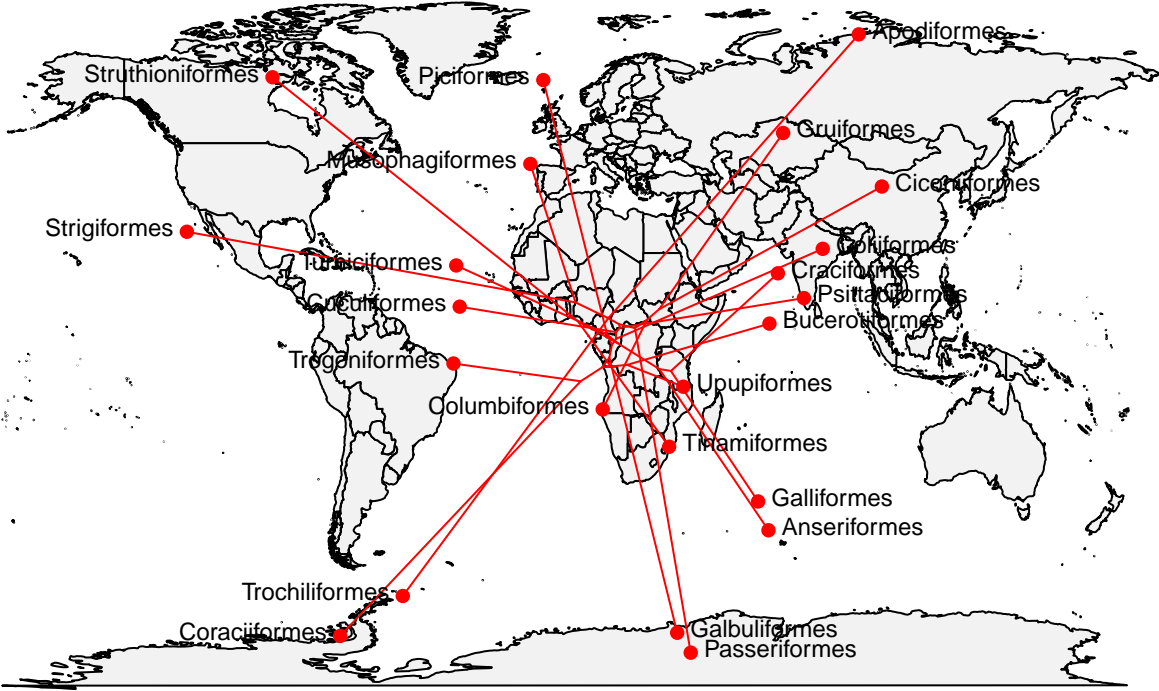 Apodiformes
Struthioniformes
Piciformes
Gruiformes
Musophagiformes
Ciconiiformes
Strigiformes
Coliiformes
Turniciformes
Craciformes
Psittaciformes
Cuculiformes
Bucerotiformes
Trogoniformes
Upupiformes
Columbiformes
Tinamiformes
Galliformes
Anseriformes
Trochiliformes
Coraciiformes
Galbuliformes
Passeriformes